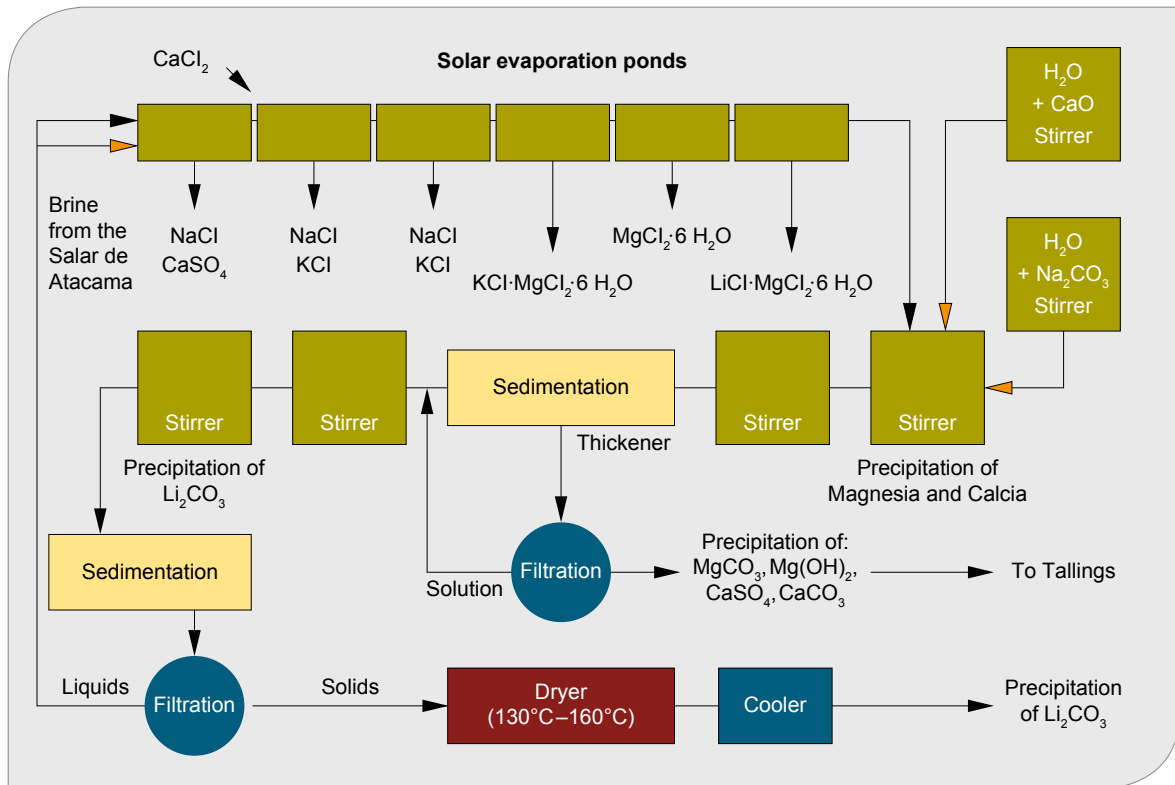 Solar evaporation ponds
CaCl₂
H₂O
+ CaO
Stirrer
Brine
from the
Salar de
Atacama
NaCl
CaSO₄
NaCl
KCl
NaCl
KCl
KCl·MgCl₂·6 H₂O
MgCl₂·6 H₂O
LiCl·MgCl₂·6 H₂O
H₂O
+ Na₂CO₃
Stirrer
Stirrer
Stirrer
Sedimentation
Stirrer
Stirrer
Thickener
Precipitation of
Li₂CO₃
Precipitation of
Magnesia and Calcia
Sedimentation
Solution
Filtration
Precipitation of:
MgCO₃, Mg(OH)₂,
CaSO₄, CaCO₃
To Tallings
Liquids
Filtration
Solids
Dryer
(130°C–160°C)
Cooler
Precipitation
of Li₂CO₃